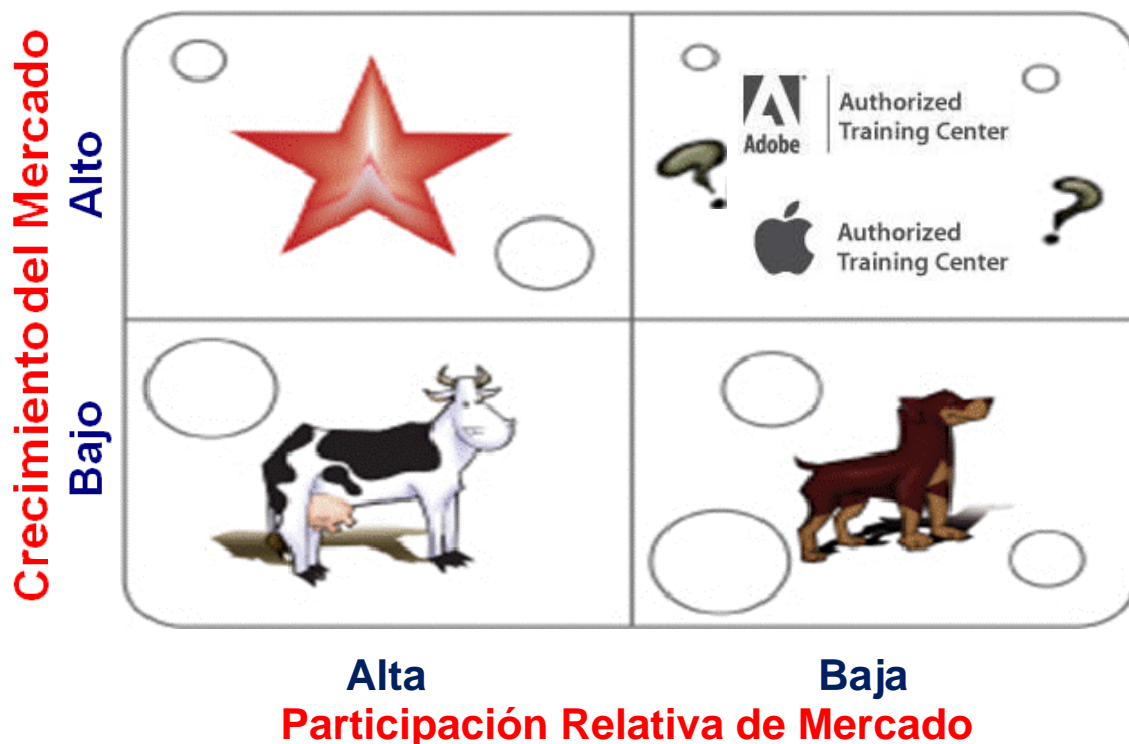 Crecimiento del Mercado
Alto
Bajo
Adobe
Authorized
Training Center
Authorized
Training Center
Alta
Baja
Participación Relativa de Mercado